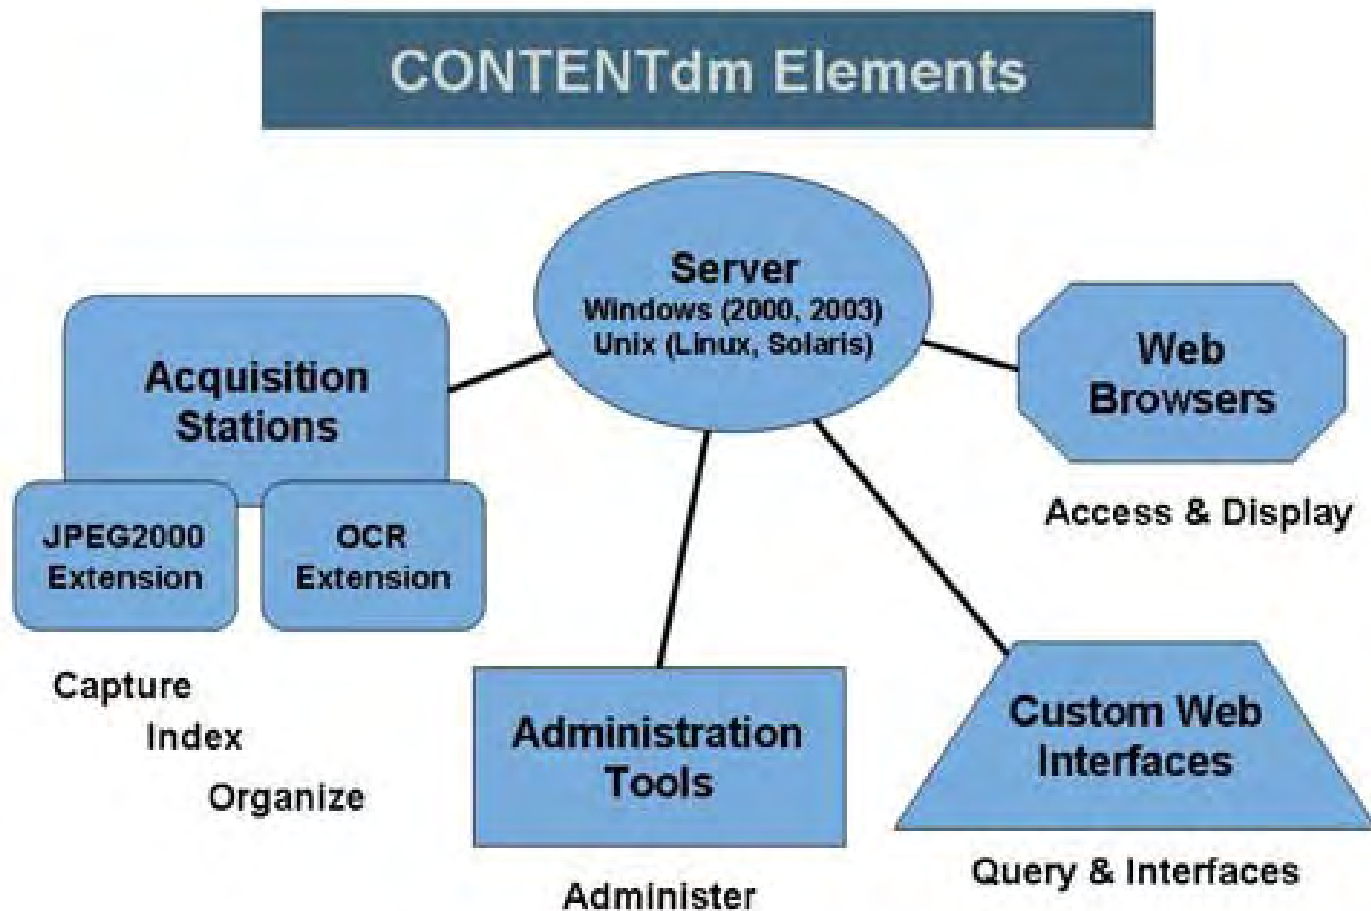 CONTENTdm Elements
Server
Windows (2000, 2003)
Unix (Linux, Solaris)
Acquisition
Stations
JPEG2000
Extension
OCR
Extension
Capture
Index
Organize
Administration
Tools
Administer
Web
Browsers
Access & Display
Custom Web
Interfaces
Query & Interfaces